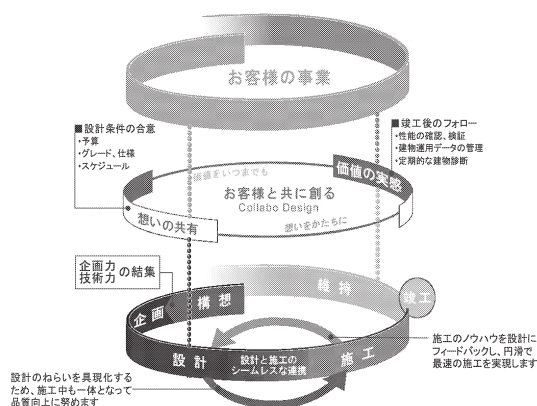 お客様の事業
■設計条件の合意
・予算
・グレード、仕様
・スケジュール
■竣工後のフォロー
・性能の確認、検証
・建物運用データの管理
・定期的な建物診断
価値をいつまでも
価値の実感
お客様と共に創る
Collabo Design
想いの共有
想いをかたちに
企画力
技術力 の結集
維持
竣工
構想
企画
設計
設計と施工の
シームレスな連携
施工
施工のノウハウを設計に
フィードバックし、円滑で
最速の施工を実現します
設計のねらいを具現化する
ため、施工中も一体となって
品質向上に努めます